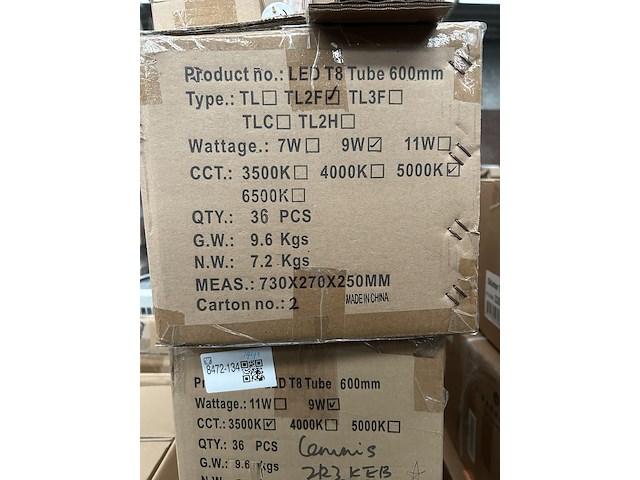 Product no.: LED T8 Tube 600mm
Type.: TL☐ TL2F☑ TL3F☐
TLC☐ TL2H☐
Wattage.: 7W☐ 9W☑ 11W☐
CCT.: 3500K☐ 4000K☐ 5000K☑
6500K☐
QTY.: 36 PCS
G.W.: 9.6 Kgs
N.W.: 7.2 Kgs
MEAS.: 730X270X250MM
Carton no.: 2 MADE IN CHINA
8472-134
LED T8 Tube 600mm
Wattage.: 11W☐ 9W☑
CCT.: 3500K☑ 4000K☐ 5000K☐
QTY.: 36 PCS
G.W.: 9.6 Kgs
N.W.